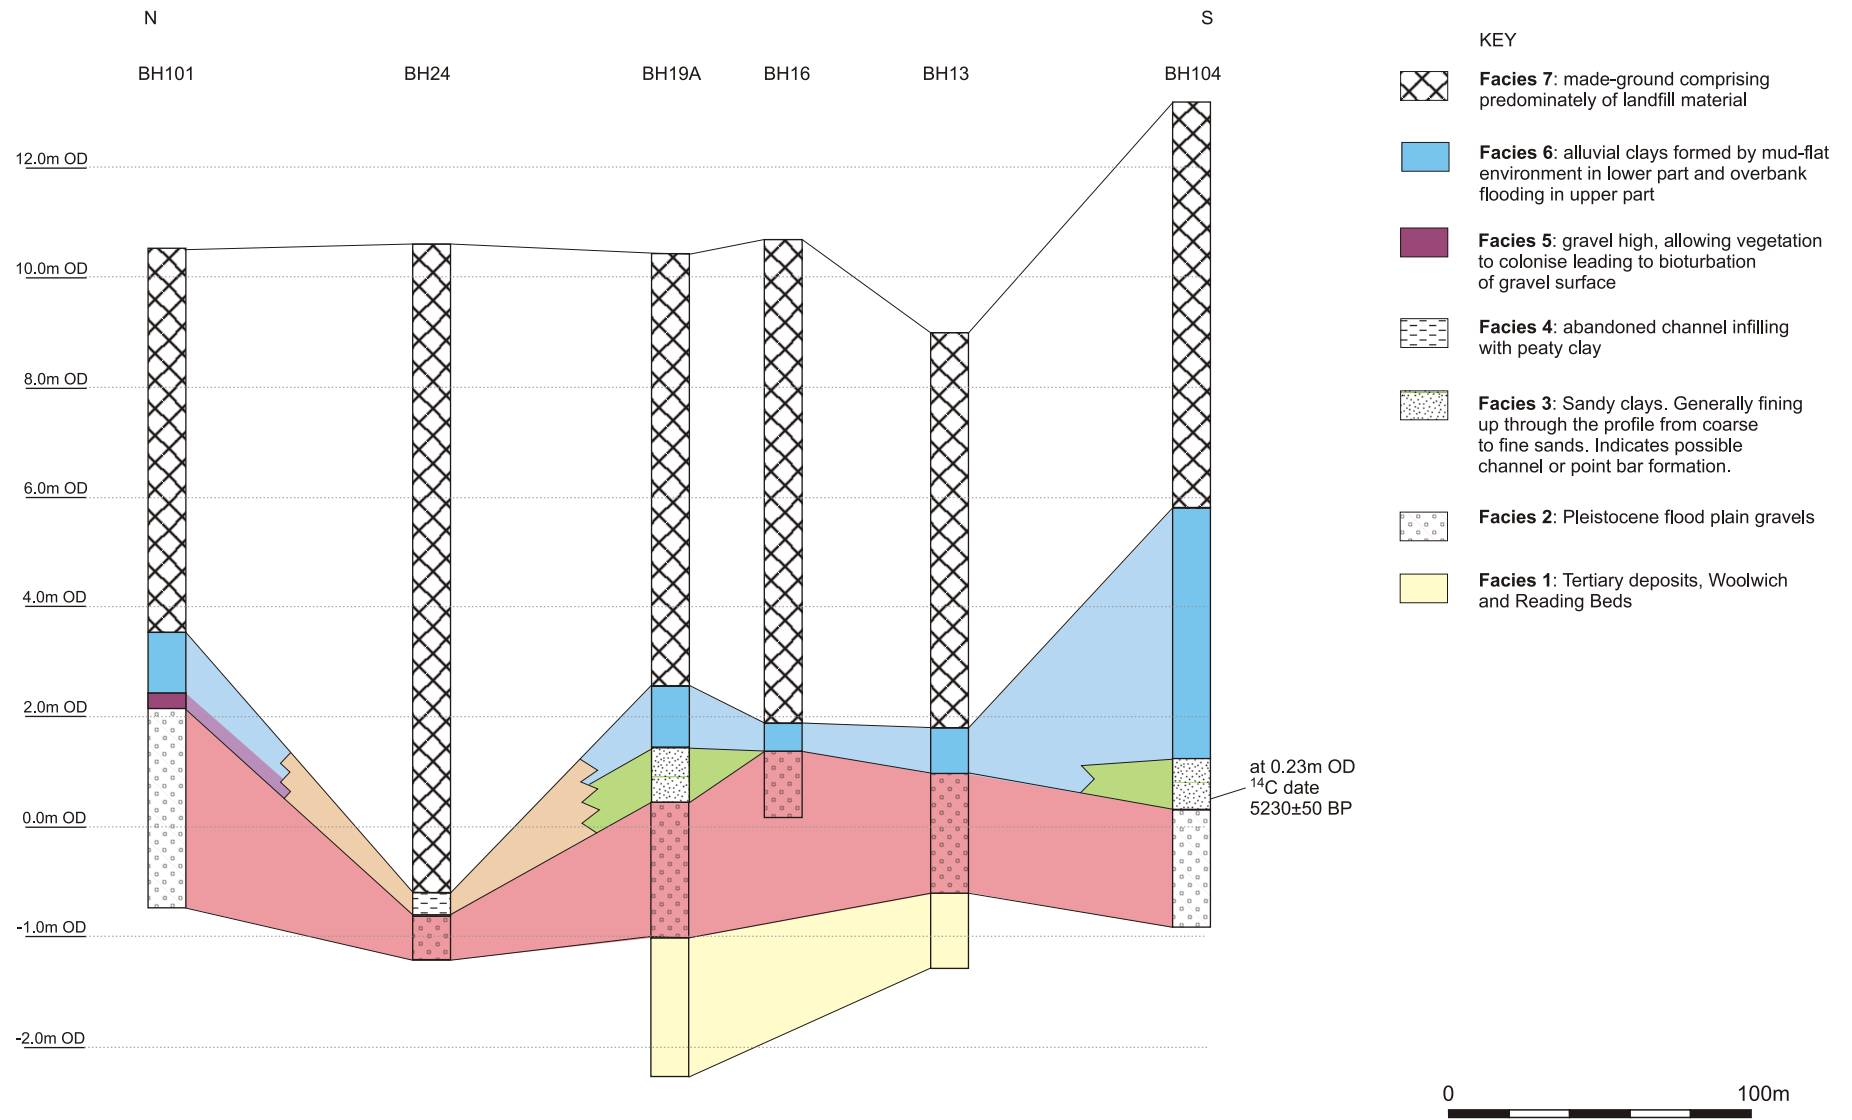 N
S
BH101
BH24
BH19A
BH16
BH13
BH104
12.0m OD
10.0m OD
8.0m OD
6.0m OD
4.0m OD
2.0m OD
0.0m OD
-1.0m OD
-2.0m OD
at 0.23m OD
14C date
5230±50 BP
KEY
Facies 7: made-ground comprising
predominately of landfill material
Facies 6: alluvial clays formed by mud-flat
environment in lower part and overbank
flooding in upper part
Facies 5: gravel high, allowing vegetation
to colonise leading to bioturbation
of gravel surface
Facies 4: abandoned channel infilling
with peaty clay
Facies 3: Sandy clays. Generally fining
up through the profile from coarse
to fine sands. Indicates possible
channel or point bar formation.
Facies 2: Pleistocene flood plain gravels
Facies 1: Tertiary deposits, Woolwich
and Reading Beds
0
100m